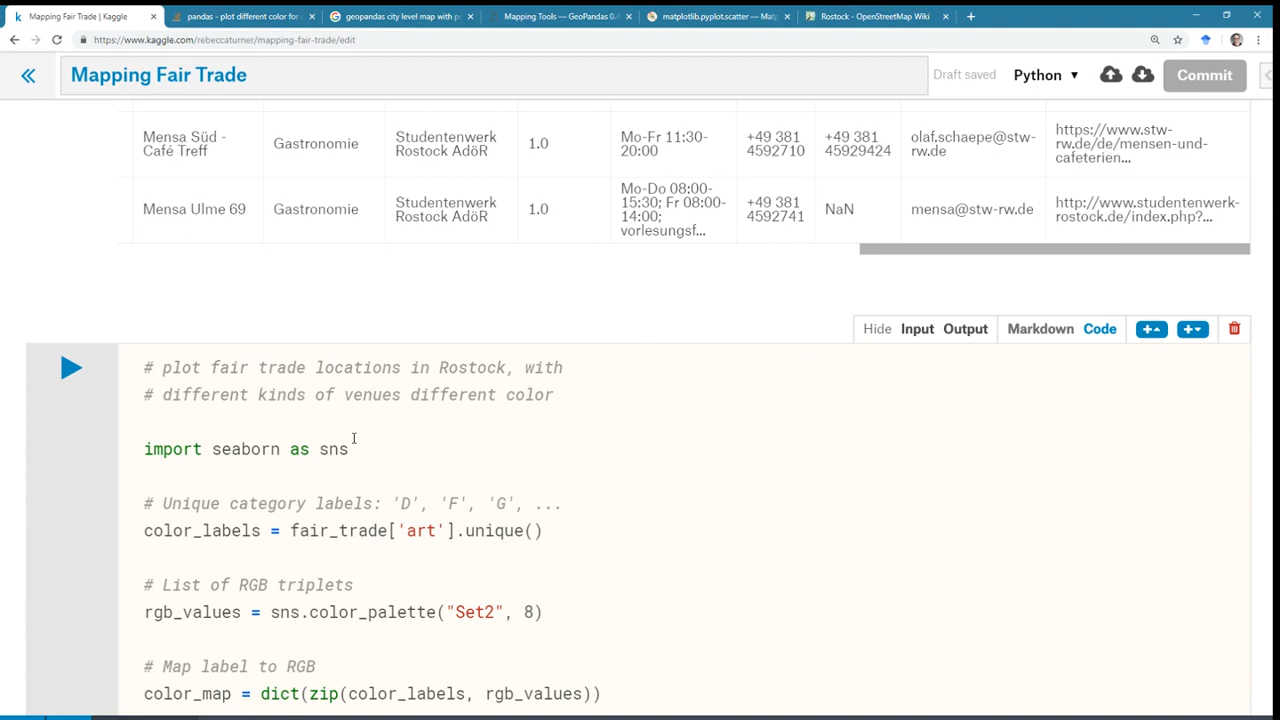 Mapping Fair Trade | Kaggle
pandas - plot different color for d
geopandas city level map with po
Mapping Tools — GeoPandas 0.4
matplotlib.pyplot.scatter — Mat
Rostock - OpenStreetMap Wiki
https://www.kaggle.com/rebeccaturner/mapping-fair-trade/edit
Mapping Fair Trade
Draft saved
Python
Commit
Mensa Süd -
Café Treff
Gastronomie
Studentenwerk
Rostock AdöR
1.0
Mo-Fr 11:30-
20:00
+49 381
4592710
+49 381
45929424
olaf.schaepe@stw-
rw.de
https://www.stw-
rw.de/de/mensen-und-
cafeterien...
Mensa Ulme 69
Gastronomie
Studentenwerk
Rostock AdöR
1.0
Mo-Do 08:00-
15:30; Fr 08:00-
14:00;
vorlesungsf...
+49 381
4592741
NaN
mensa@stw-rw.de
http://www.studentenwerk-
rostock.de/index.php?...
Hide Input Output Markdown Code
# plot fair trade locations in Rostock, with
# different kinds of venues different color
import seaborn as sns
# Unique category labels: 'D', 'F', 'G', ...
color_labels = fair_trade['art'].unique()
# List of RGB triplets
rgb_values = sns.color_palette("Set2", 8)
# Map label to RGB
color_map = dict(zip(color_labels, rgb_values))